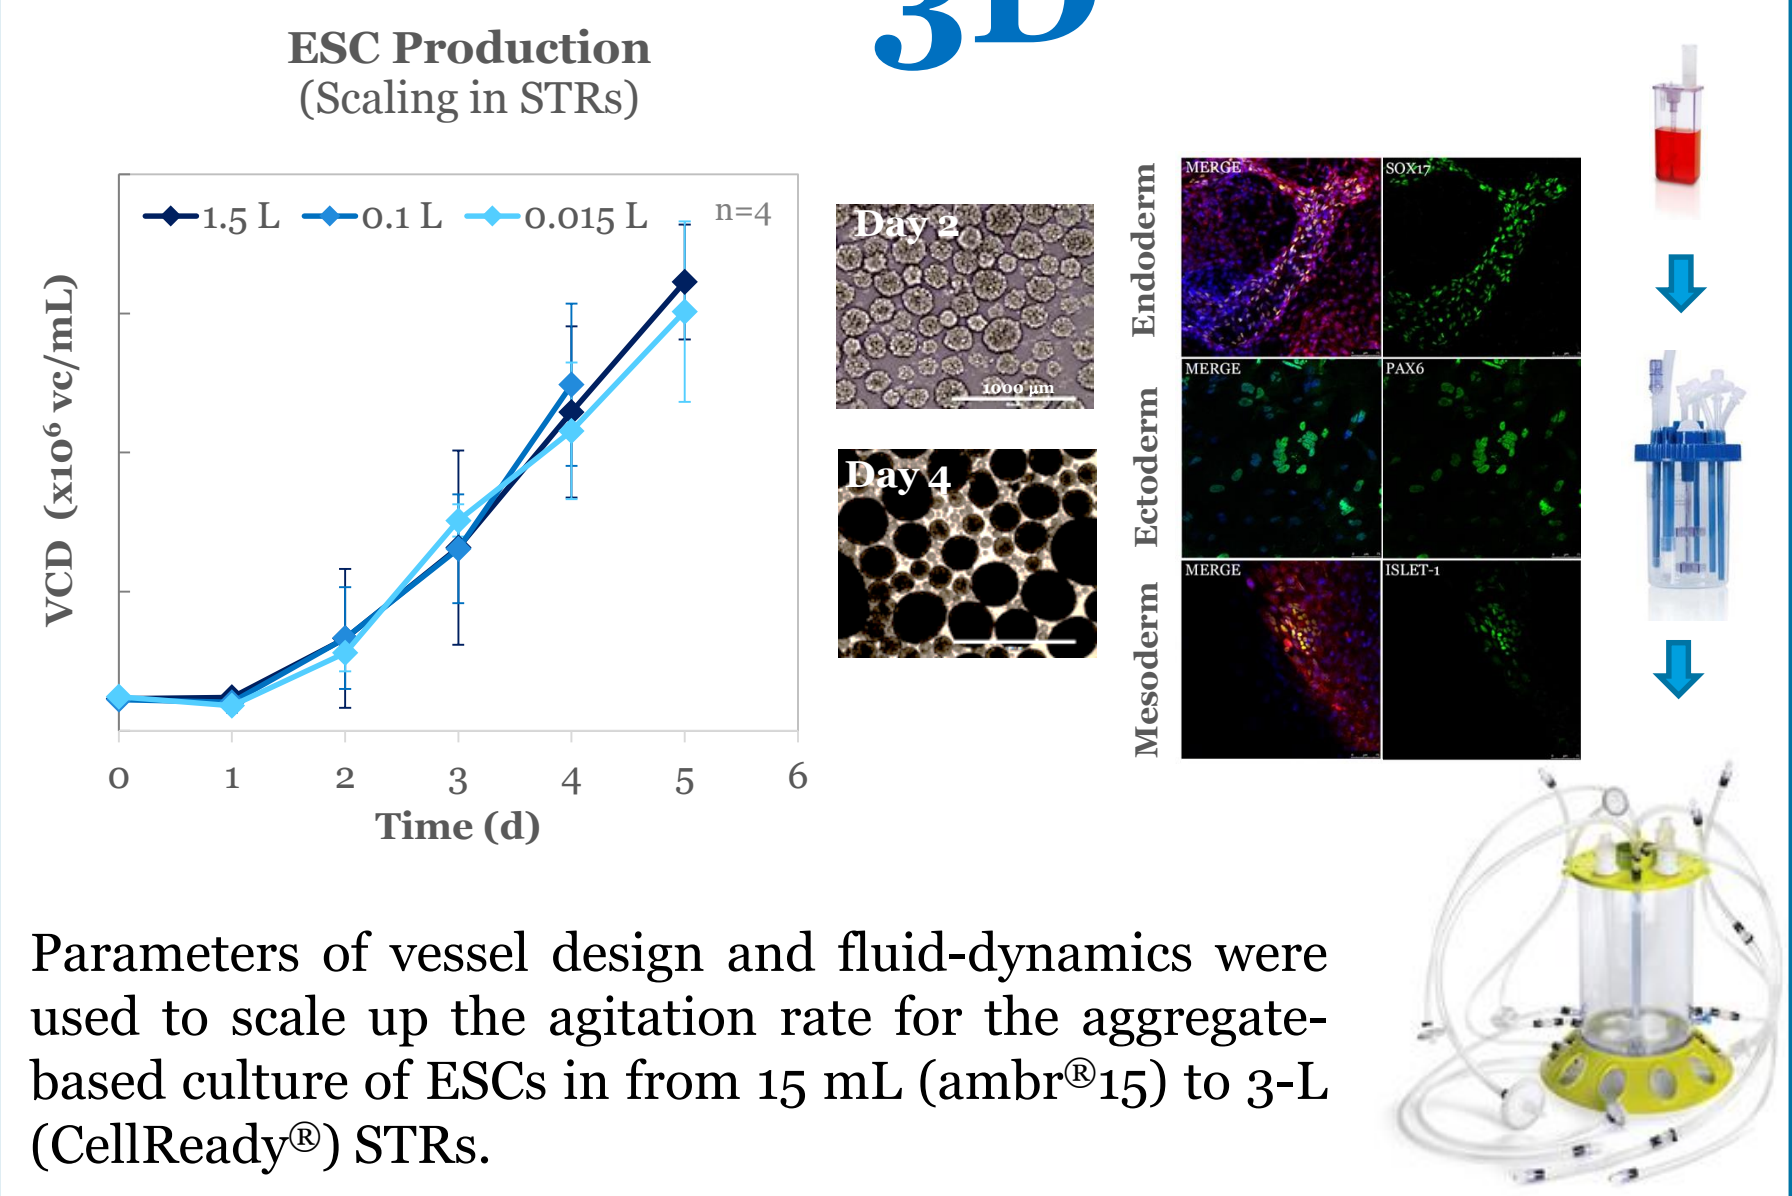 3D
ESC Production
(Scaling in STRs)
1.5 L
0.1 L
0.015 L
n=4
VCD (x10⁶ vc/mL)
0 1 2 3 4 5 6
Time (d)
Day 2
1000 µm
Day 4
Endoderm
MERGE
SOX17
Ectoderm
MERGE
PAX6
Mesoderm
MERGE
ISLET-1
Parameters of vessel design and fluid-dynamics were
used to scale up the agitation rate for the aggregate-
based culture of ESCs in from 15 mL (ambr®15) to 3-L
(CellReady®) STRs.